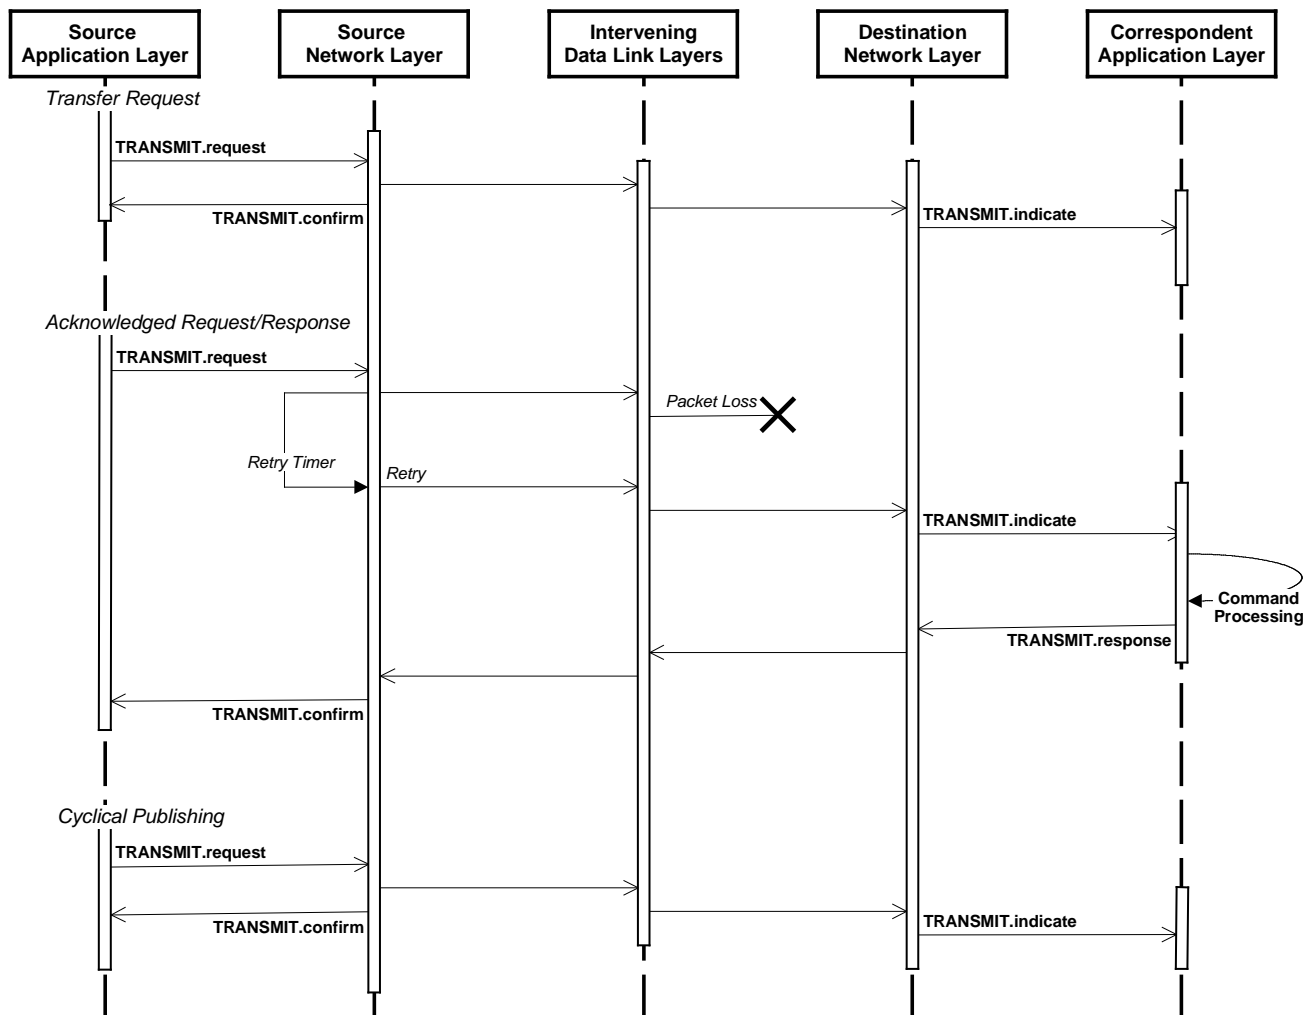 Source
Application Layer
Source
Network Layer
Intervening
Data Link Layers
Destination
Network Layer
Correspondent
Application Layer
Transfer Request
TRANSMIT.request
TRANSMIT.confirm
TRANSMIT.indicate
Acknowledged Request/Response
TRANSMIT.request
Packet Loss
Retry Timer
Retry
TRANSMIT.indicate
Command
Processing
TRANSMIT.response
TRANSMIT.confirm
Cyclical Publishing
TRANSMIT.request
TRANSMIT.confirm
TRANSMIT.indicate